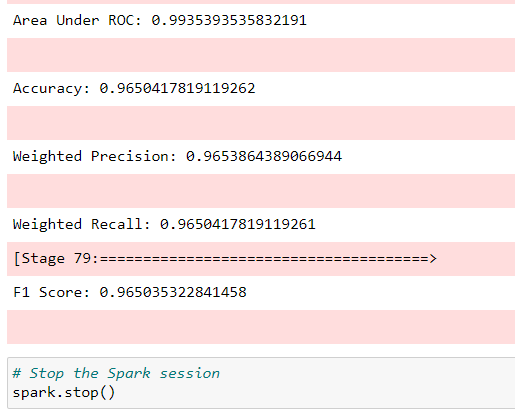 Area Under ROC: 0.9935393535832191
Accuracy: 0.9650417819119262
Weighted Precision: 0.9653864389066944
Weighted Recall: 0.9650417819119261
[Stage 79:======================================>
F1 Score: 0.965035322841458
# Stop the Spark session
spark.stop()